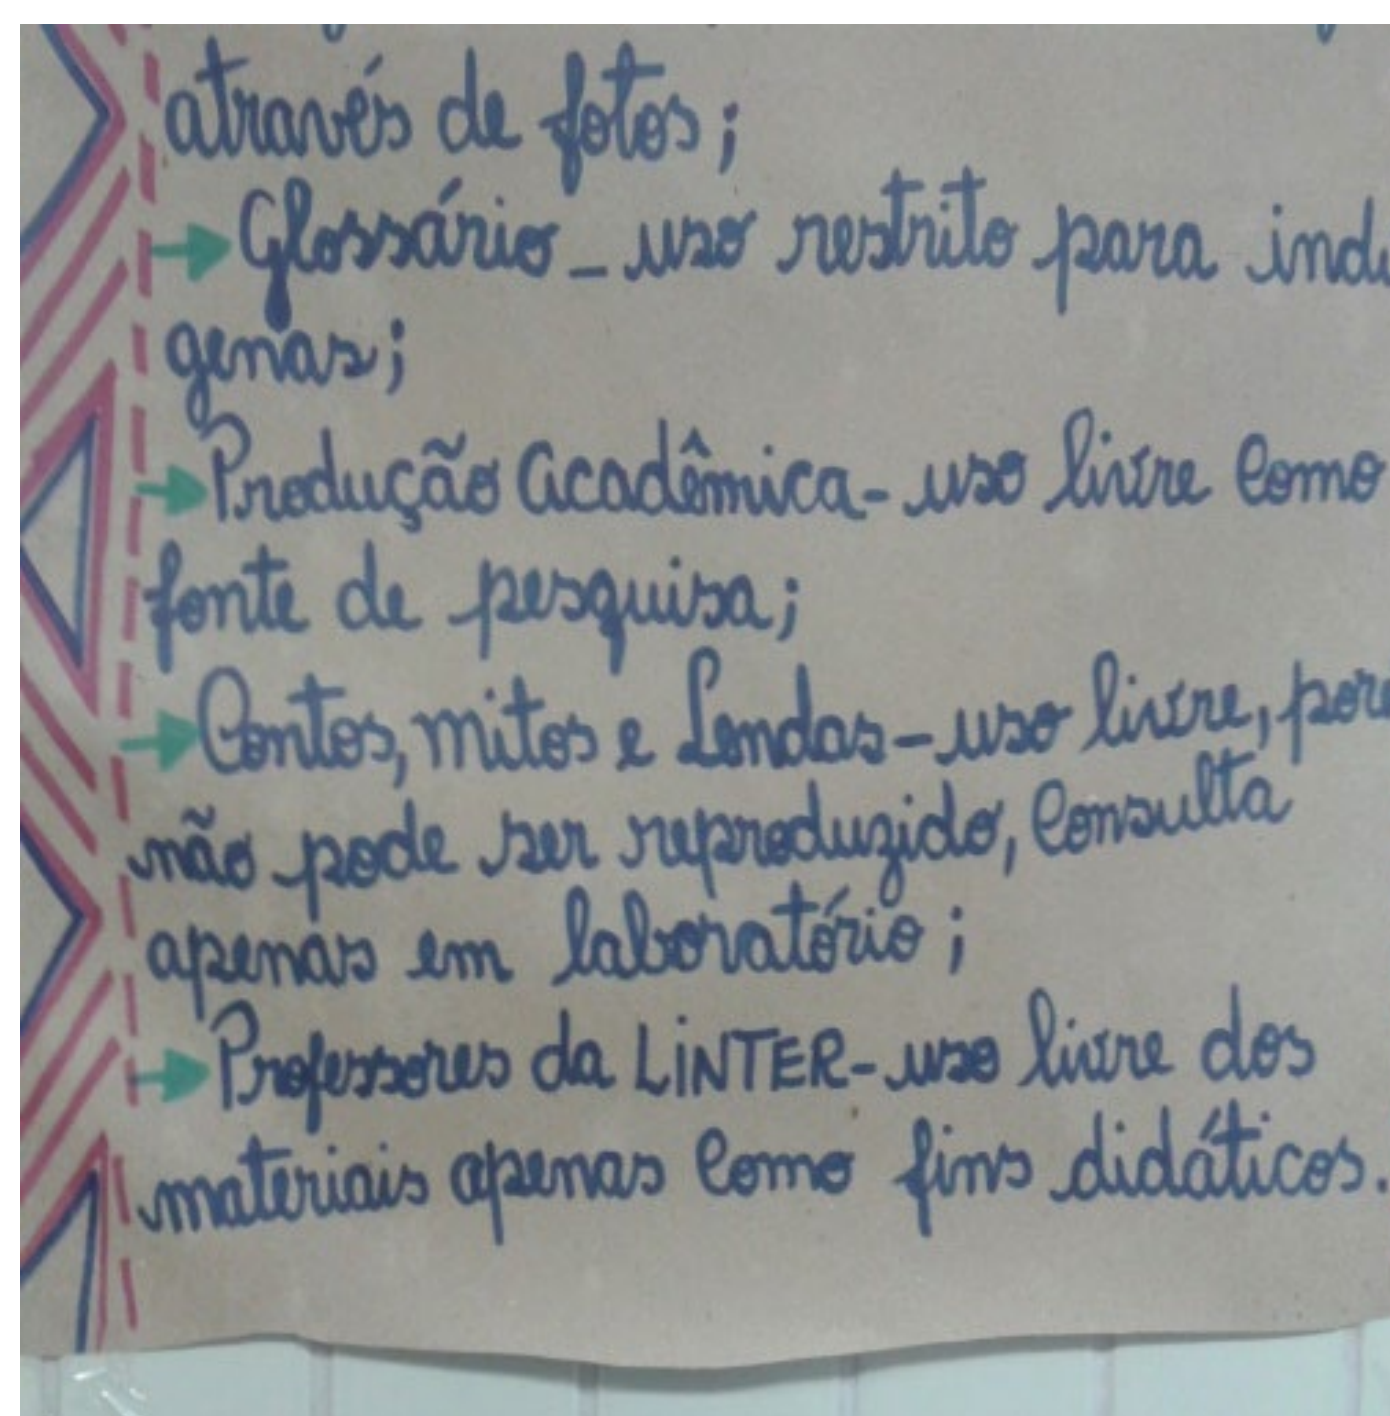 através de fotos;
Glossário - uso restrito para indi
genas;
Produção acadêmica - uso livre como
fonte de pesquisa;
Contos, mitos e Lendas - uso livre, pore
não pode ser reproduzido, consulta
apenas em laboratório;
Professores da LINTER - uso livre dos
materiais apenas como fins didáticos.